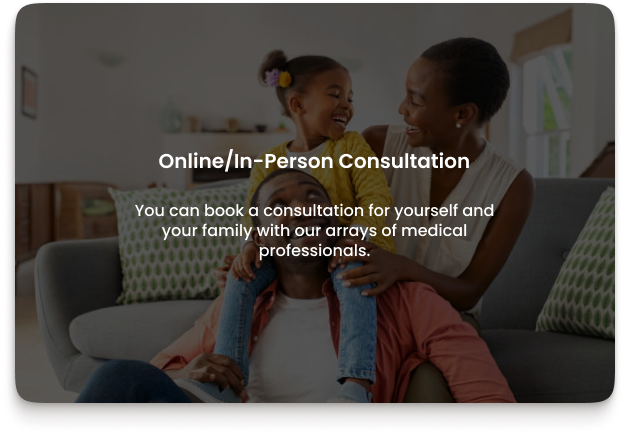 Online/In-Person Consultation
You can book a consultation for yourself and
your family with our arrays of medical
professionals.